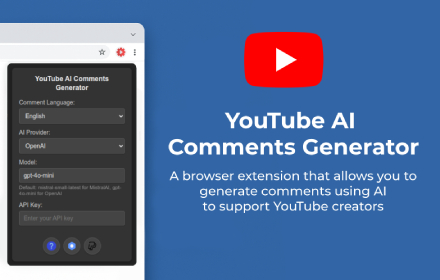 YouTube AI Comments
Generator
Comment Language:
English
AI Provider:
OpenAI
Model:
gpt-4o-mini
Default: mistral-small-latest for MistralAI, gpt-
4o-mini for OpenAI
API Key:
Enter your API key
?
YouTube AI
Comments Generator
A browser extension that allows you to
generate comments using AI
to support YouTube creators